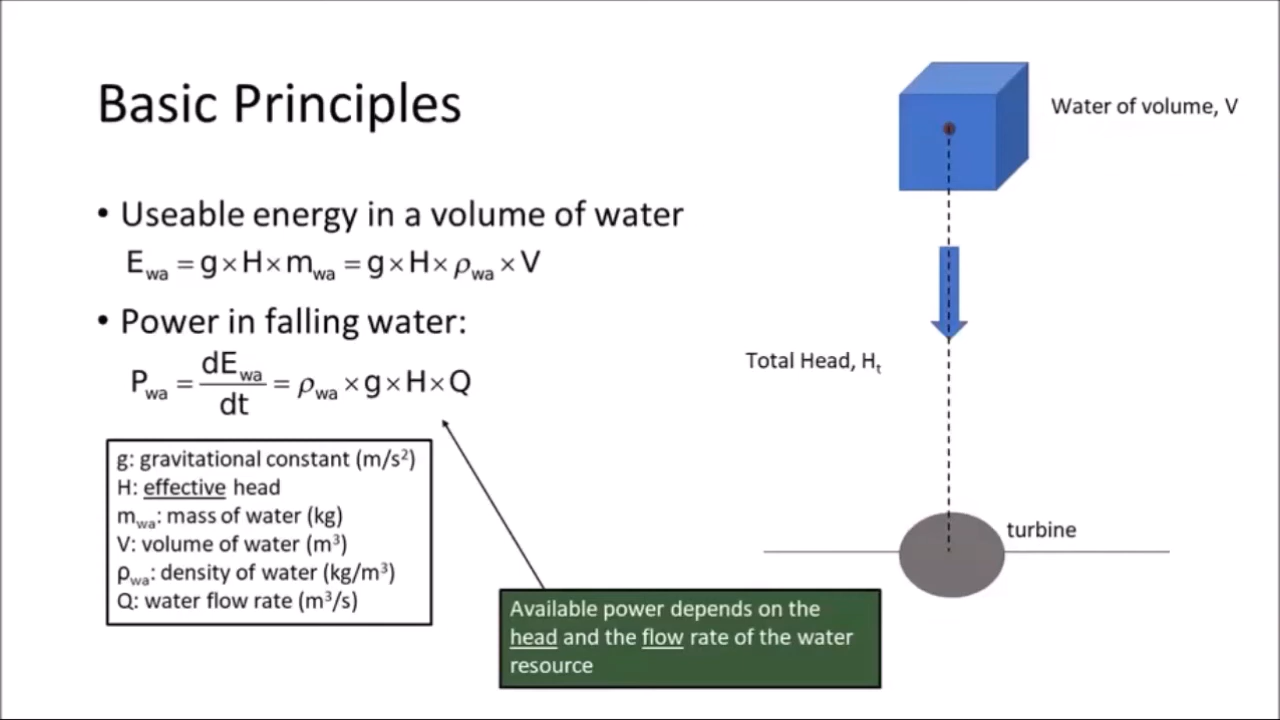 Basic Principles
Water of volume, V
• Useable energy in a volume of water
E_wa = g × H × m_wa = g × H × ρ_wa × V
• Power in falling water:
P_wa = dE_wa/dt = ρ_wa × g × H × Q
Total Head, H_t
g: gravitational constant (m/s²)
H: effective head
m_wa: mass of water (kg)
V: volume of water (m³)
ρ_wa: density of water (kg/m³)
Q: water flow rate (m³/s)
turbine
Available power depends on the
head and the flow rate of the water
resource